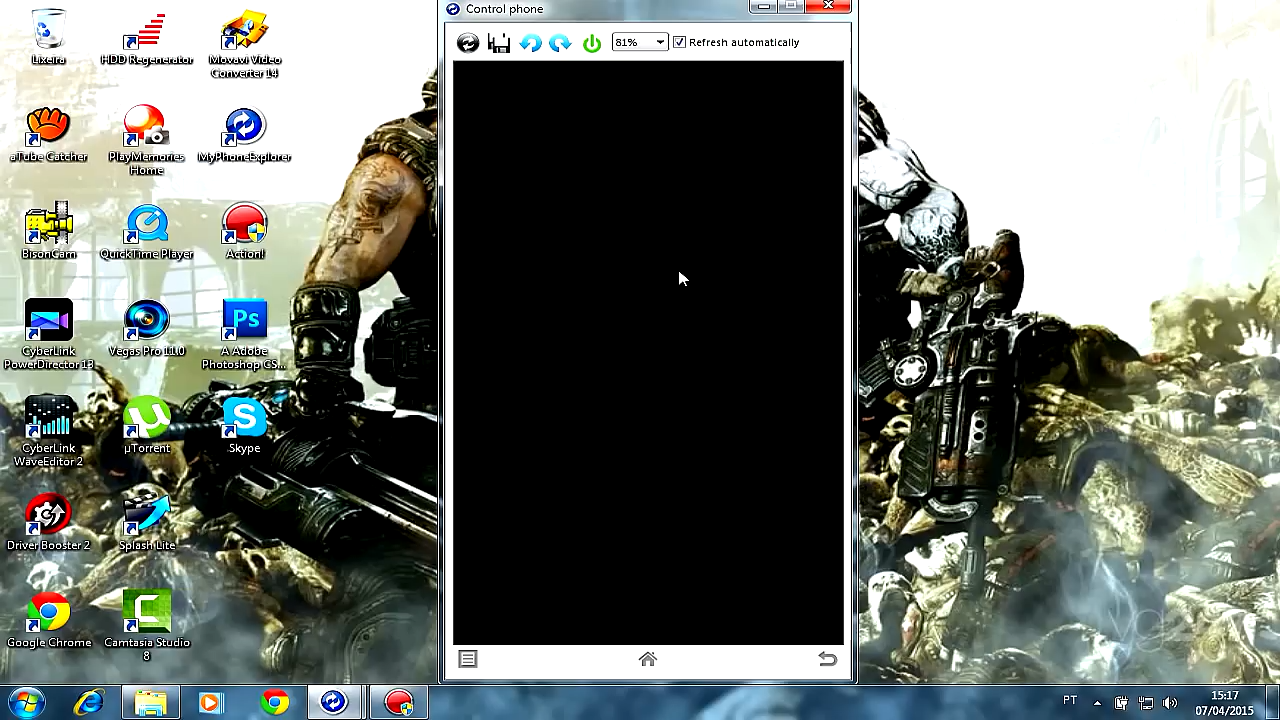 Control phone
81%
Refresh automatically
Lixeira
HDD Regenerator
Movavi Video
Converter 14
aTube Catcher
PlayMemories
Home
MyPhoneExplorer
BisonCam
QuickTime Player
Action!
CyberLink
PowerDirector 13
Vegas Pro 11.0
Ps
A Adobe
Photoshop CS...
CyberLink
WaveEditor 2
µTorrent
Skype
Driver Booster 2
Splash Lite
Google Chrome
Camtasia Studio
8
PT
15:17
07/04/2015